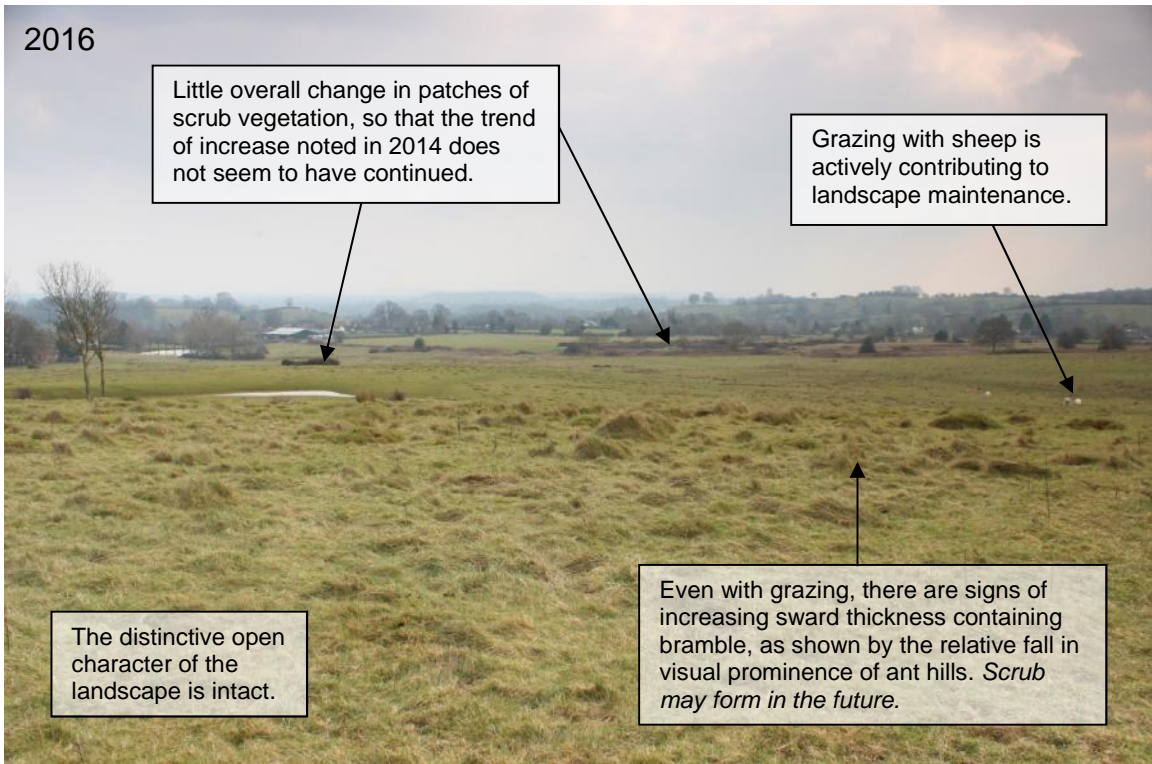 2016
Little overall change in patches of
scrub vegetation, so that the trend
of increase noted in 2014 does
not seem to have continued.
Grazing with sheep is
actively contributing to
landscape maintenance.
The distinctive open
character of the
landscape is intact.
Even with grazing, there are signs of
increasing sward thickness containing
bramble, as shown by the relative fall in
visual prominence of ant hills. Scrub
may form in the future.